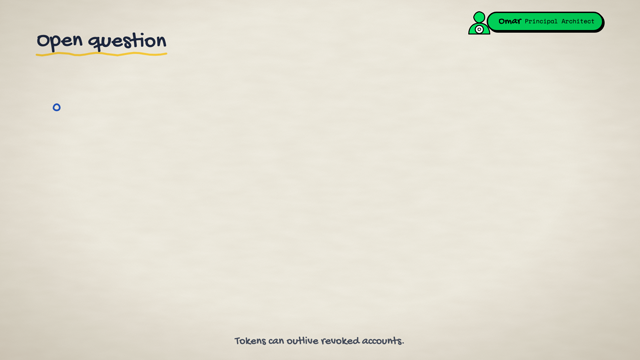 Open question
Omar Principal Architect
Tokens can outlive revoked accounts.